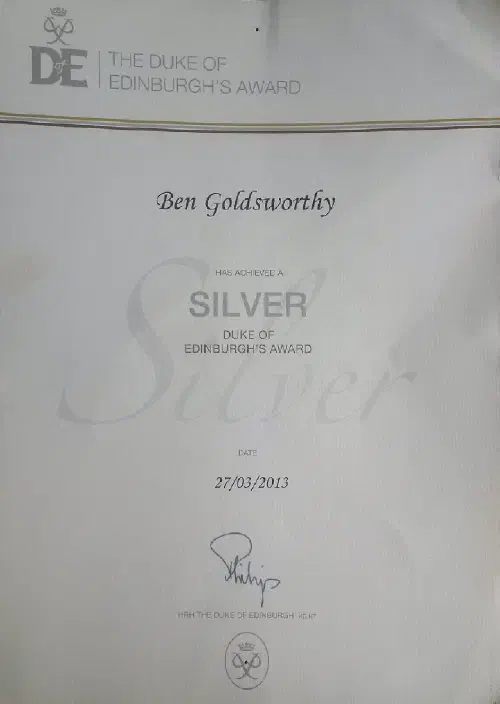 DofE
THE DUKE OF
EDINBURGH'S AWARD
Ben Goldsworthy
HAS ACHIEVED A
SILVER
DUKE OF
EDINBURGH'S AWARD
Silver
DATE
27/03/2013
Philip
HRH THE DUKE OF EDINBURGH KG KT